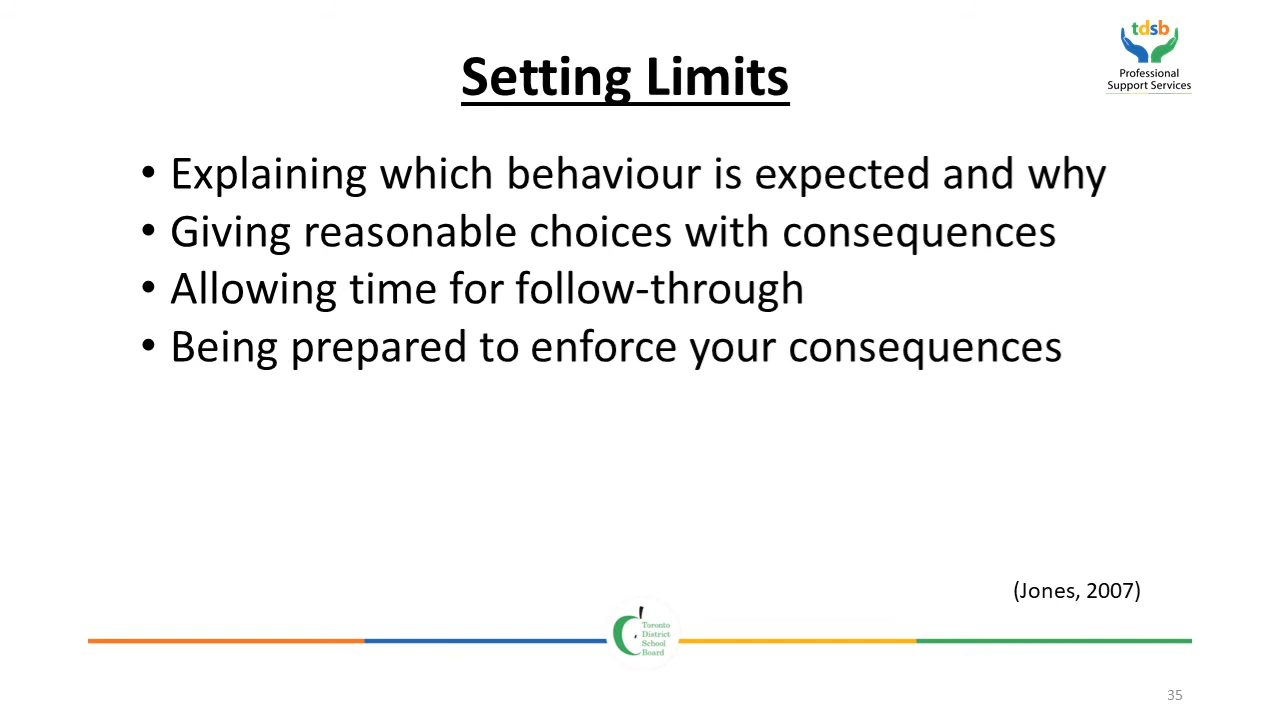 tdsb
Professional
Support Services
Setting Limits
• Explaining which behaviour is expected and why
• Giving reasonable choices with consequences
• Allowing time for follow-through
• Being prepared to enforce your consequences
(Jones, 2007)
Toronto
District
School
Board
35